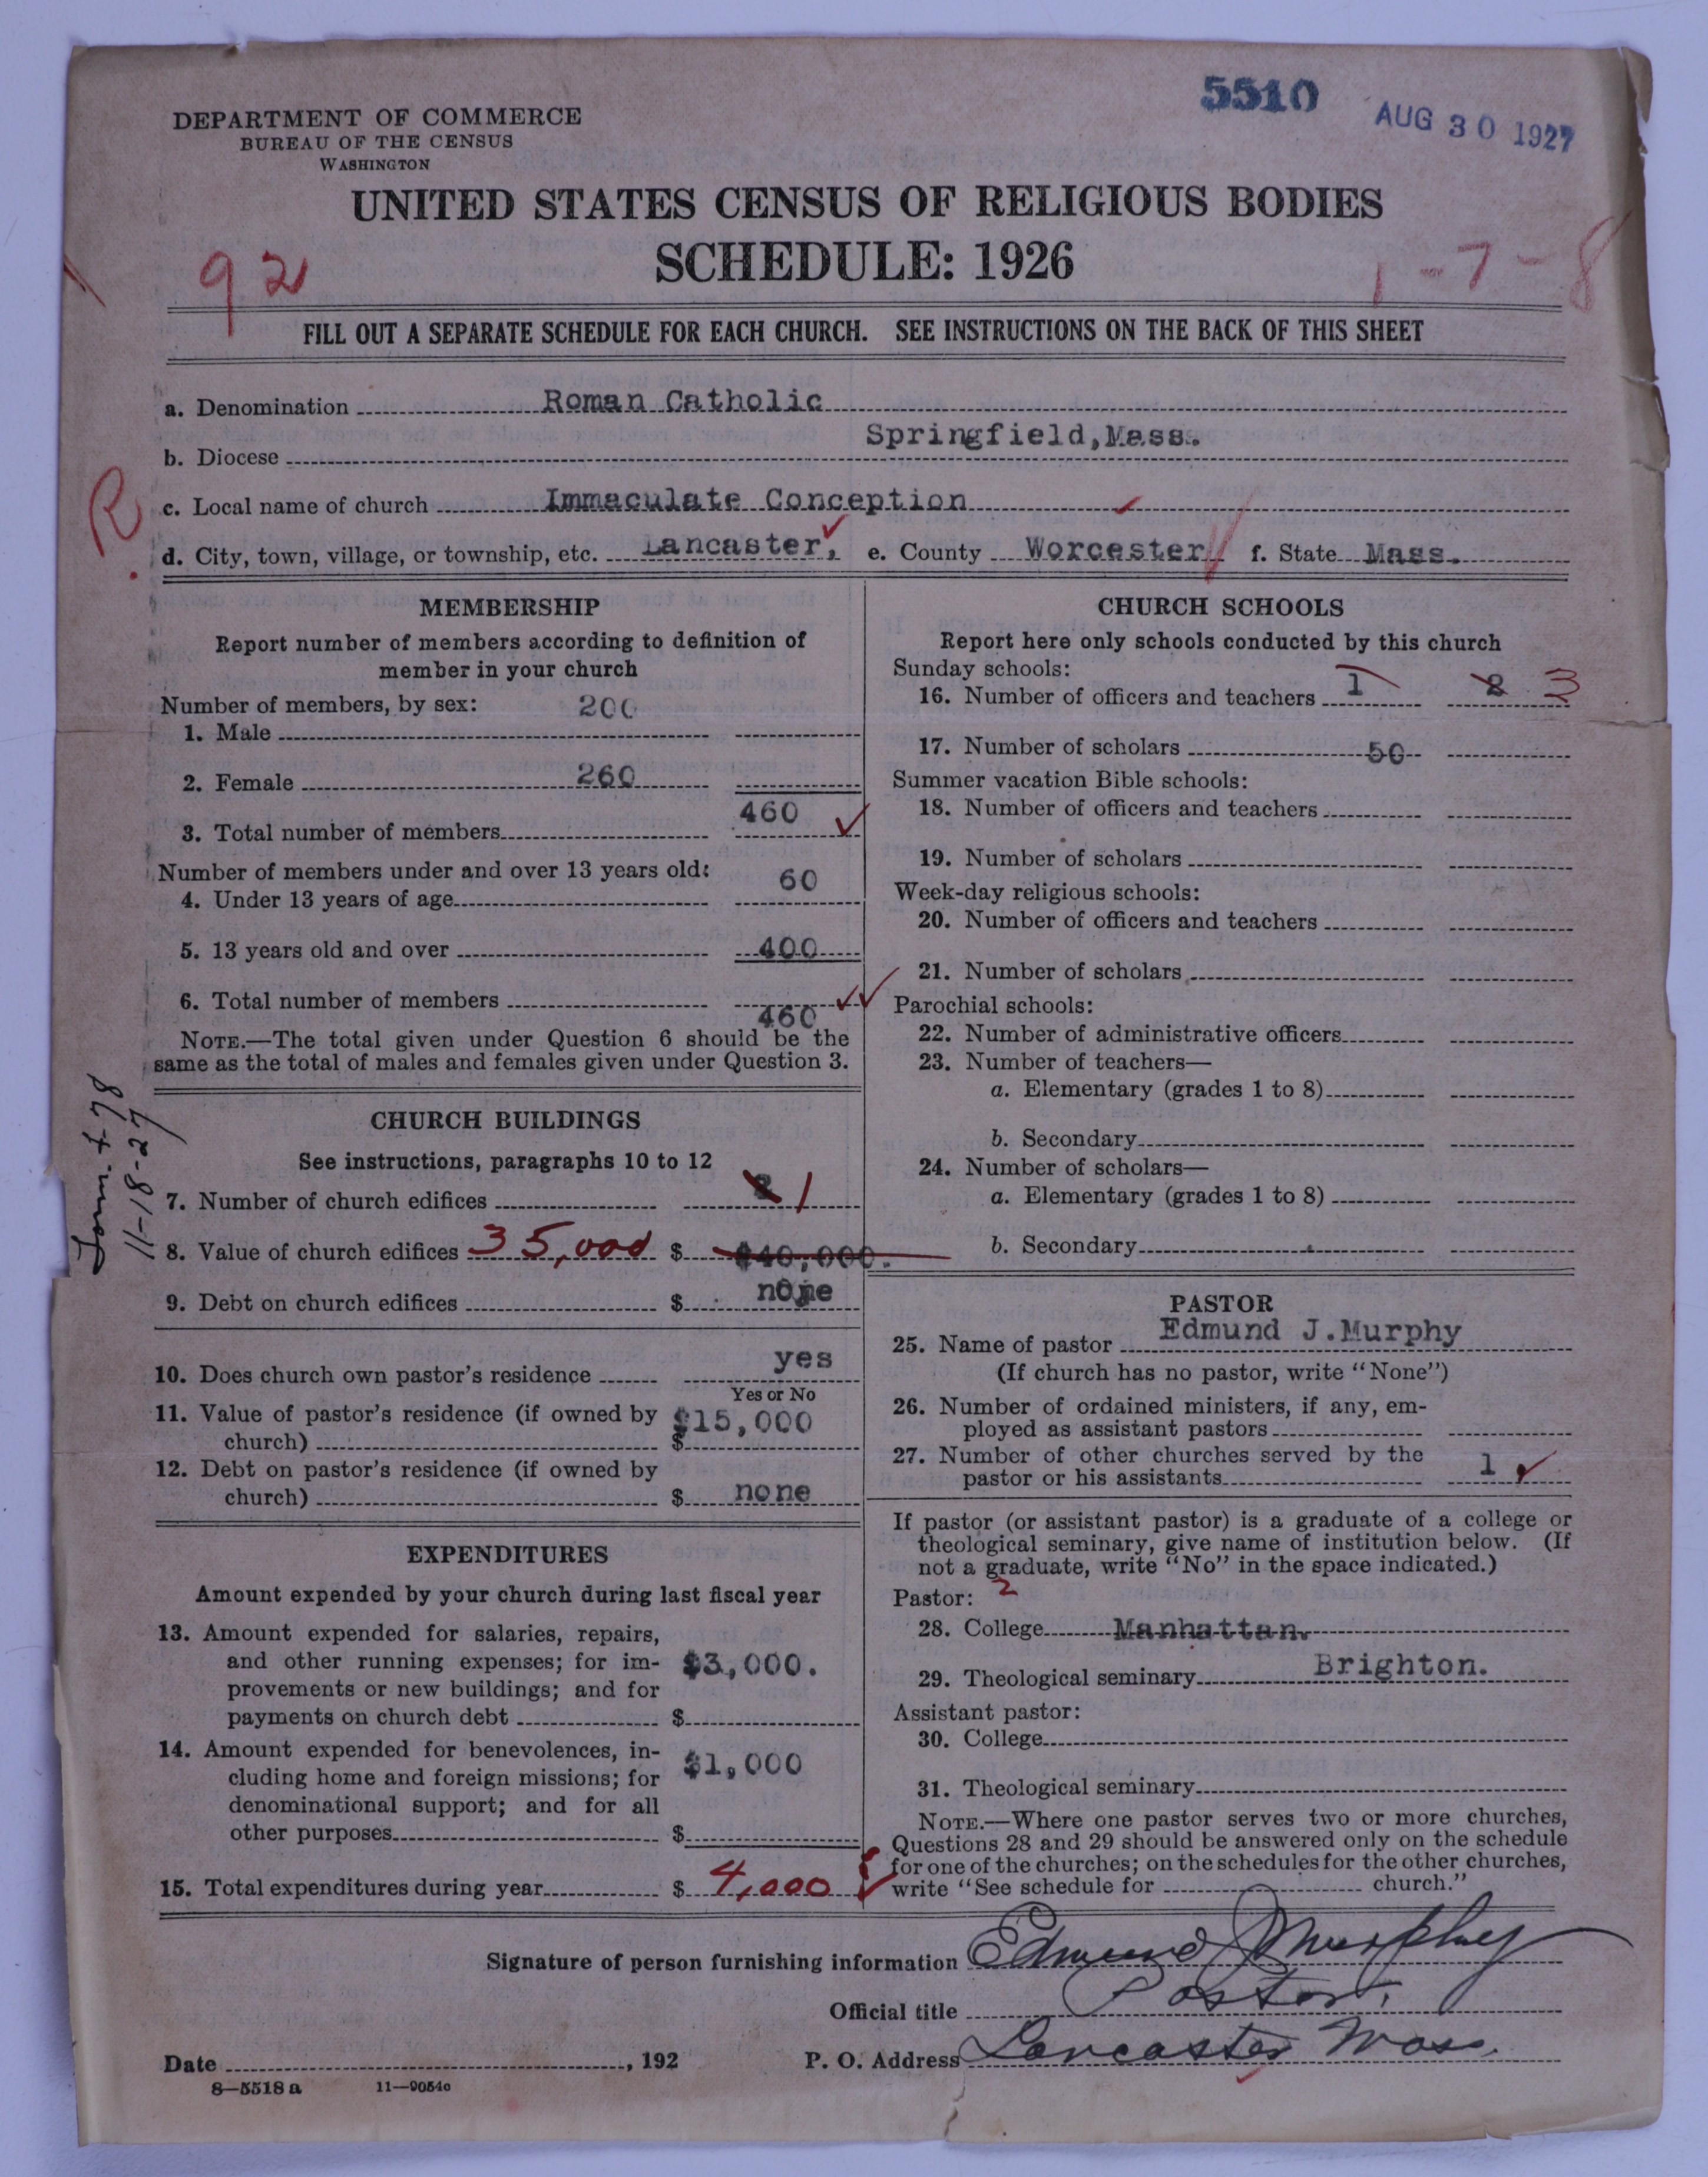 5510 AUG 30 1927
DEPARTMENT OF COMMERCE
BUREAU OF THE CENSUS
WASHINGTON
UNITED STATES CENSUS OF RELIGIOUS BODIES
SCHEDULE: 1926
92 1-7-8
FILL OUT A SEPARATE SCHEDULE FOR EACH CHURCH. SEE INSTRUCTIONS ON THE BACK OF THIS SHEET
a. Denomination Roman Catholic
b. Diocese Springfield, Mass.
R
c. Local name of church Immaculate Conception
d. City, town, village, or township, etc. Lancaster, e. County Worcester f. State Mass.
MEMBERSHIP
Report number of members according to definition of
member in your church
Number of members, by sex:
1. Male 200
2. Female 260
3. Total number of members 460
Number of members under and over 13 years old:
4. Under 13 years of age 60
5. 13 years old and over 400
6. Total number of members 460
NOTE.—The total given under Question 6 should be the
same as the total of males and females given under Question 3.
11-18-27
CHURCH BUILDINGS
See instructions, paragraphs 10 to 12
7. Number of church edifices 2 1
8. Value of church edifices 35,000 $ $40,000.
9. Debt on church edifices $ none
10. Does church own pastor's residence yes
Yes or No
11. Value of pastor's residence (if owned by
church) $ $15,000
12. Debt on pastor's residence (if owned by
church) $ none
EXPENDITURES
Amount expended by your church during last fiscal year
13. Amount expended for salaries, repairs,
and other running expenses; for im- $3,000.
provements or new buildings; and for
payments on church debt $
14. Amount expended for benevolences, in-
cluding home and foreign missions; for $1,000
denominational support; and for all
other purposes $
15. Total expenditures during year $ 4,000
CHURCH SCHOOLS
Report here only schools conducted by this church
Sunday schools:
16. Number of officers and teachers 1 2 3
17. Number of scholars 50
Summer vacation Bible schools:
18. Number of officers and teachers
19. Number of scholars
Week-day religious schools:
20. Number of officers and teachers
21. Number of scholars
Parochial schools:
22. Number of administrative officers
23. Number of teachers—
a. Elementary (grades 1 to 8)
b. Secondary
24. Number of scholars—
a. Elementary (grades 1 to 8)
b. Secondary
PASTOR
25. Name of pastor Edmund J.Murphy
(If church has no pastor, write "None")
26. Number of ordained ministers, if any, em-
ployed as assistant pastors
27. Number of other churches served by the
pastor or his assistants 1
If pastor (or assistant pastor) is a graduate of a college or
theological seminary, give name of institution below. (If
not a graduate, write "No" in the space indicated.)
Pastor: 2
28. College Manhattan.
29. Theological seminary Brighton.
Assistant pastor:
30. College
31. Theological seminary
NOTE.—Where one pastor serves two or more churches,
Questions 28 and 29 should be answered only on the schedule
for one of the churches; on the schedules for the other churches,
write "See schedule for church."
Signature of person furnishing information Edmund J Murphy
Official title Pastor.
Date , 192 P. O. Address Lancaster Mass.
8—5518 a 11—9054c